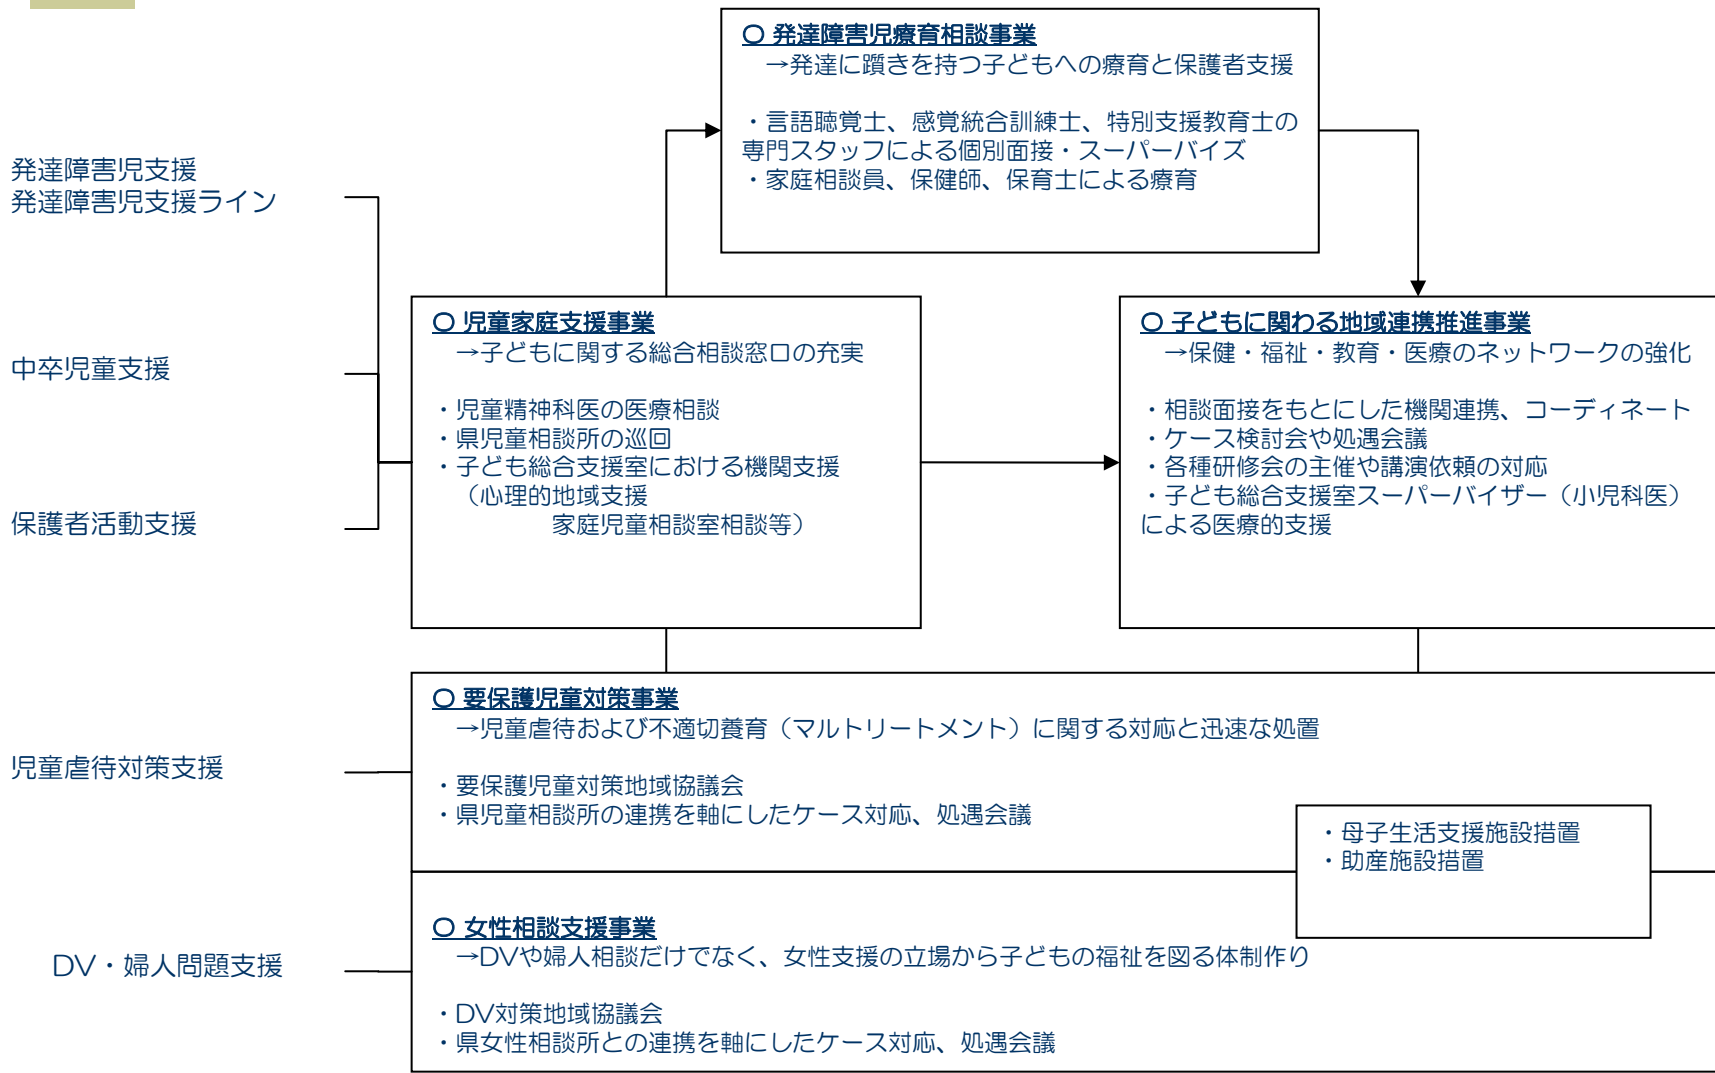 ○ 発達障害児療育相談事業
→発達に躓きを持つ子どもへの療育と保護者支援
・言語聴覚士、感覚統合訓練士、特別支援教育士の
専門スタッフによる個別面接・スーパーバイズ
・家庭相談員、保健師、保育士による療育
発達障害児支援
発達障害児支援ライン
中卒児童支援
保護者活動支援
○ 児童家庭支援事業
→子どもに関する総合相談窓口の充実
・児童精神科医の医療相談
・県児童相談所の巡回
・子ども総合支援室における機関支援
（心理的地域支援
家庭児童相談室相談等）
○ 子どもに関わる地域連携推進事業
→保健・福祉・教育・医療のネットワークの強化
・相談面接をもとにした機関連携、コーディネート
・ケース検討会や処遇会議
・各種研修会の主催や講演依頼の対応
・子ども総合支援室スーパーバイザー（小児科医）
による医療的支援
児童虐待対策支援
○ 要保護児童対策事業
→児童虐待および不適切養育（マルトリートメント）に関する対応と迅速な処置
・要保護児童対策地域協議会
・県児童相談所の連携を軸にしたケース対応、処遇会議
・母子生活支援施設措置
・助産施設措置
DV・婦人問題支援
○ 女性相談支援事業
→DVや婦人相談だけでなく、女性支援の立場から子どもの福祉を図る体制作り
・DV対策地域協議会
・県女性相談所との連携を軸にしたケース対応、処遇会議